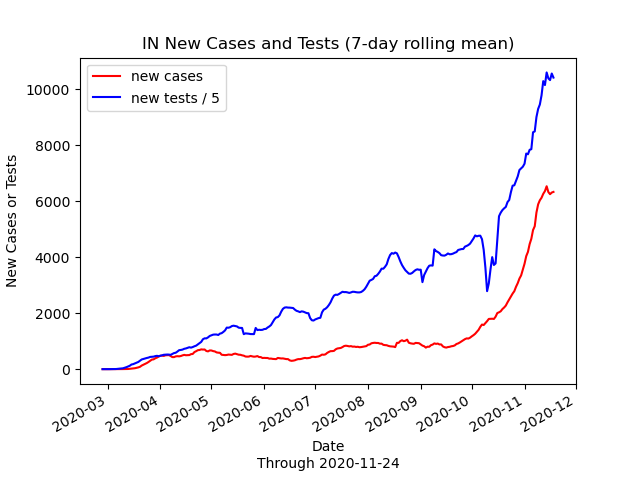 IN New Cases and Tests (7-day rolling mean)
new cases
new tests / 5
10000
8000
6000
4000
2000
0
New Cases or Tests
2020-03
2020-04
2020-05
2020-06
2020-07
2020-08
2020-09
2020-10
2020-11
2020-12
Date
Through 2020-11-24